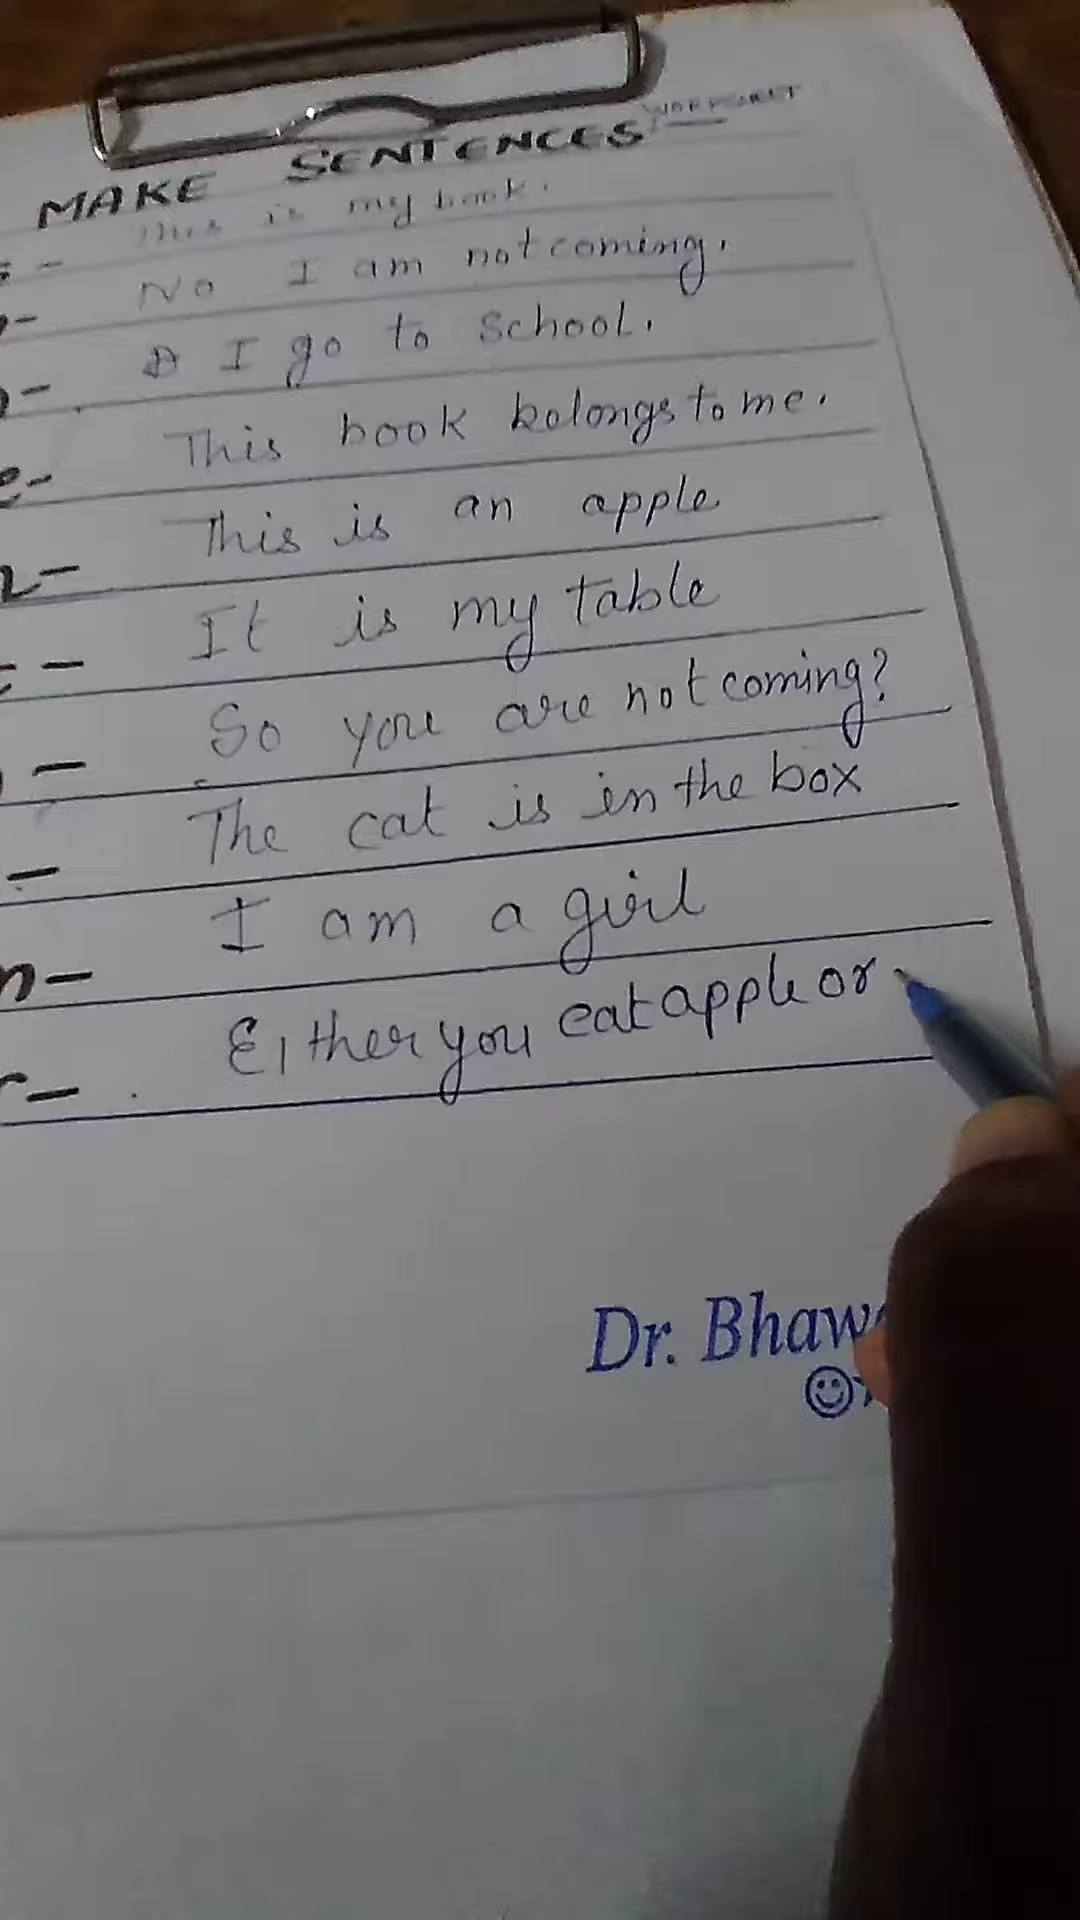 MAKE SENTENCES WORKSHEET
This is my book.
No I am not coming.
I go to school.
e- This book belongs to me.
This is an apple
It is my table
So you are not coming?
The cat is in the box
n- I am a girl
r- Either you eat apple or
Dr. Bhaw